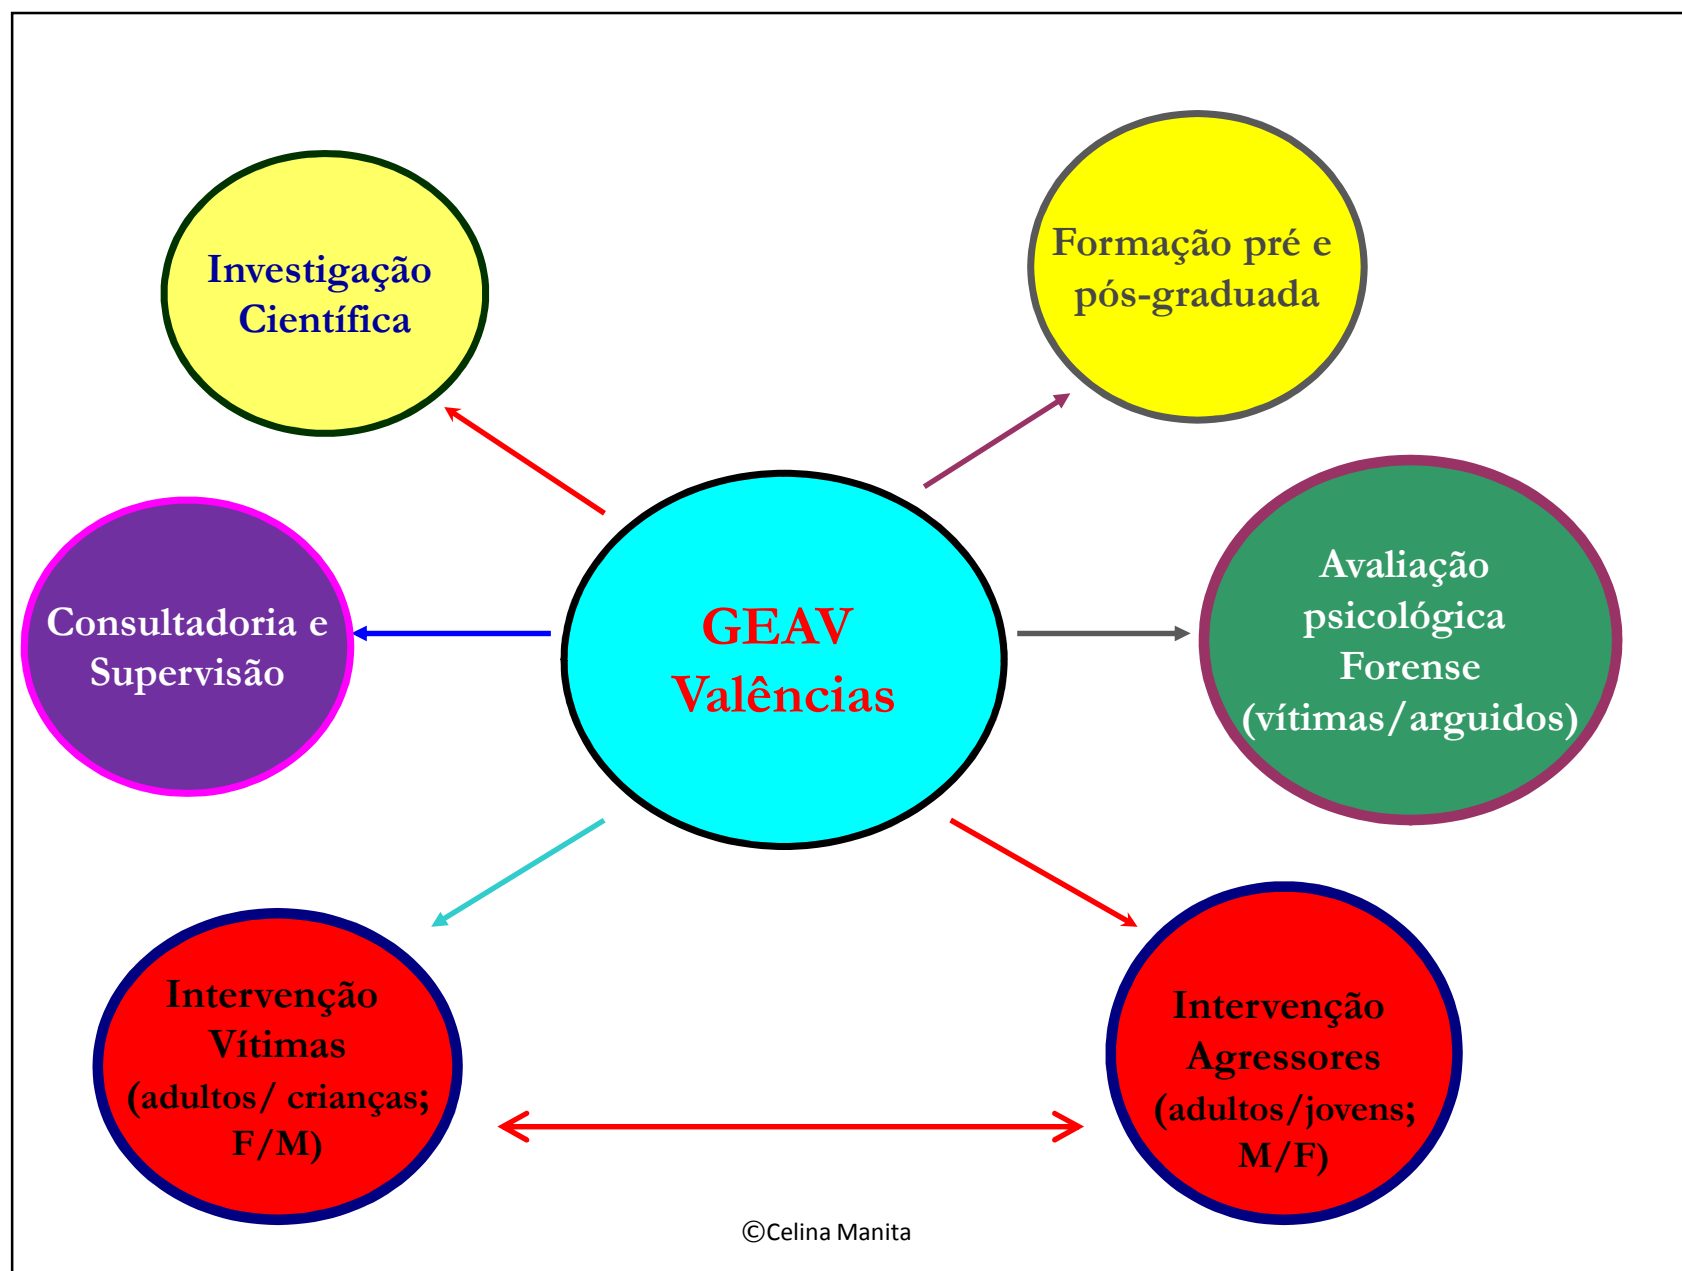 Investigação
Científica
Formação pré e
pós-graduada
Consultadoria e
Supervisão
GEAV
Valências
Avaliação
psicológica
Forense
(vítimas/arguidos)
Intervenção
Vítimas
(adultos/ crianças;
F/M)
Intervenção
Agressores
(adultos/jovens;
M/F)
©Celina Manita